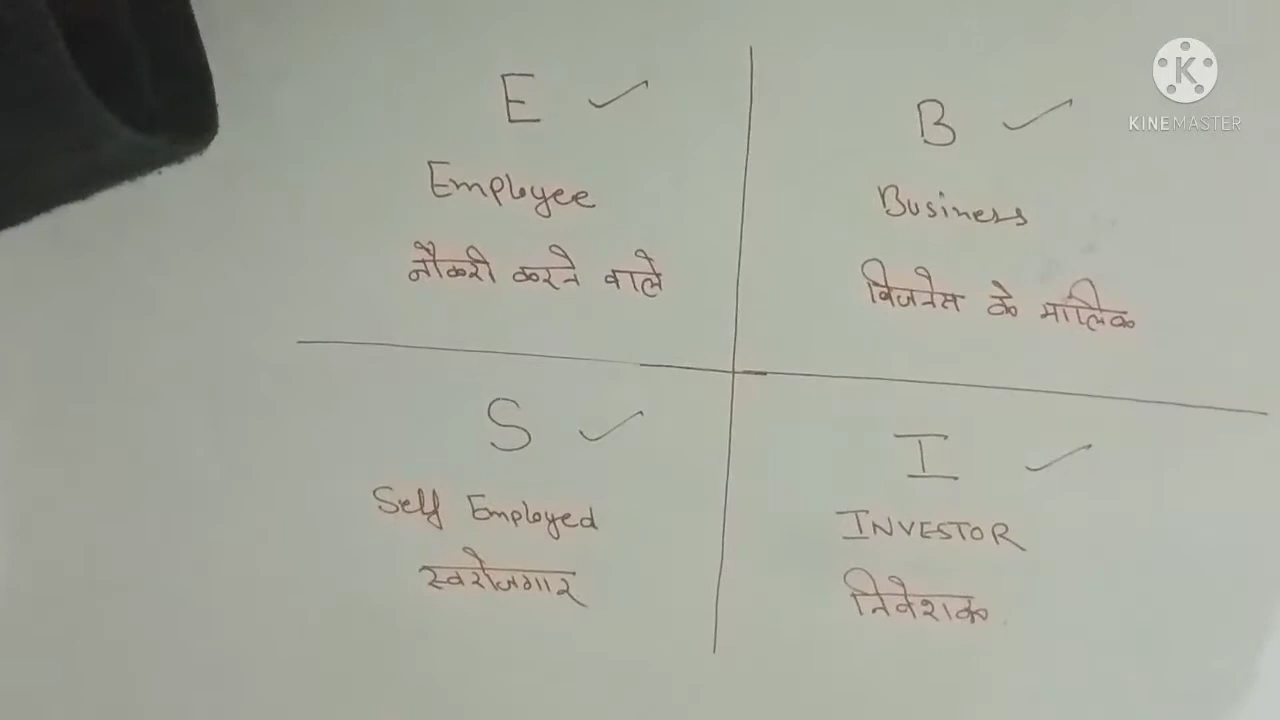 E
Employee
नौकरी करने वाले
B
Business
बिजनेस के मालिक
S
Self Employed
स्वरोजगार
I
INVESTOR
निवेशक
K
KINEMASTER